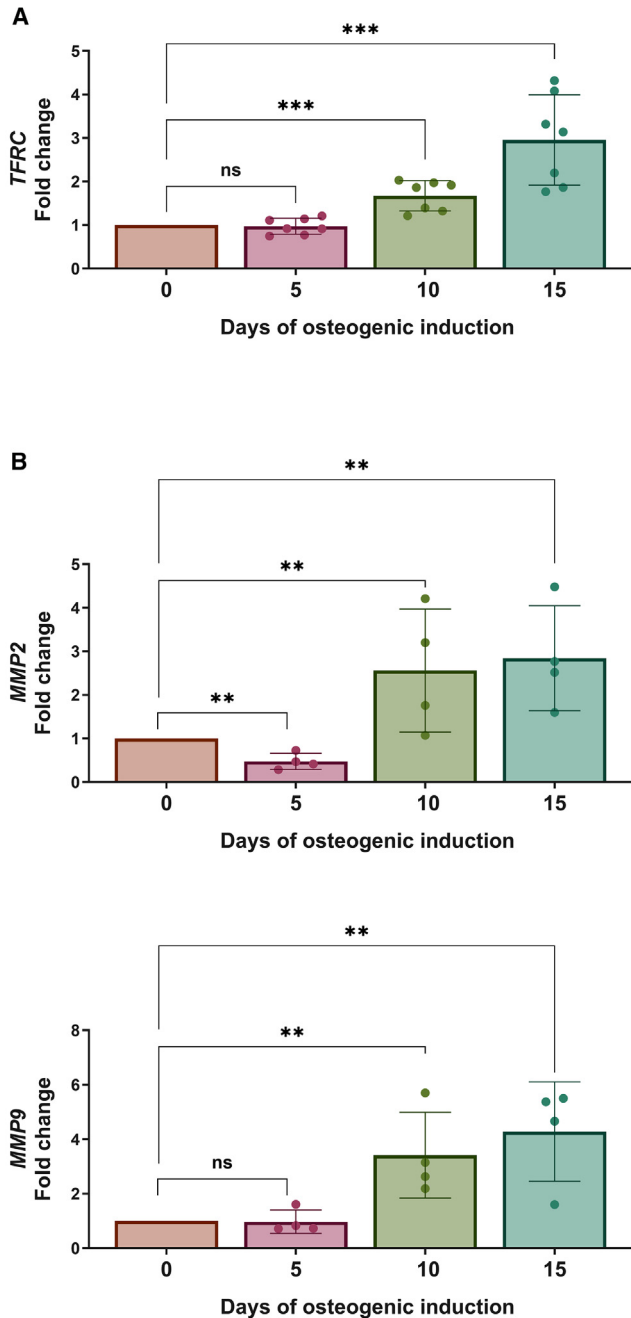 A
***
***
ns
TFRC
Fold change
5
4
3
2
1
0
0 5 10 15
Days of osteogenic induction
B
**
**
**
MMP2
Fold change
5
4
3
2
1
0
0 5 10 15
Days of osteogenic induction
**
**
ns
MMP9
Fold change
8
6
4
2
0
0 5 10 15
Days of osteogenic induction